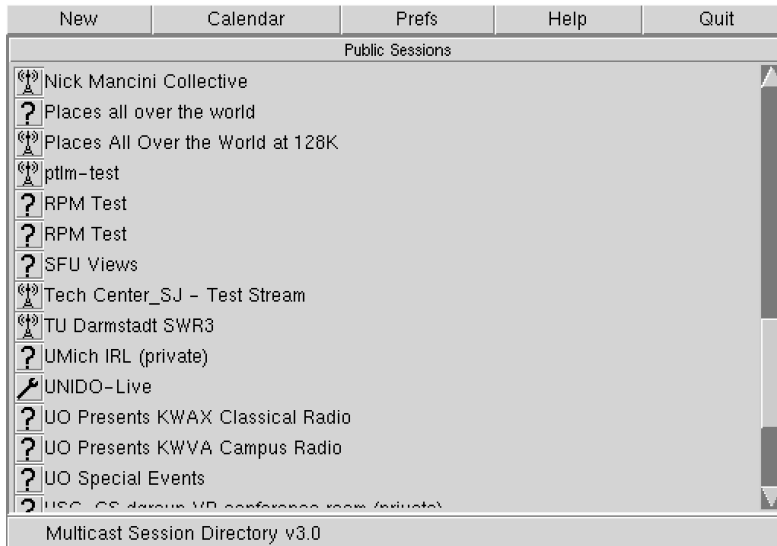 New Calendar Prefs Help Quit
Public Sessions
Nick Mancini Collective
Places all over the world
Places All Over the World at 128K
ptlm-test
RPM Test
RPM Test
SFU Views
Tech Center_SJ - Test Stream
TU Darmstadt SWR3
UMich IRL (private)
UNIDO-Live
UO Presents KWAX Classical Radio
UO Presents KWVA Campus Radio
UO Special Events
conference room (private)
Multicast Session Directory v3.0